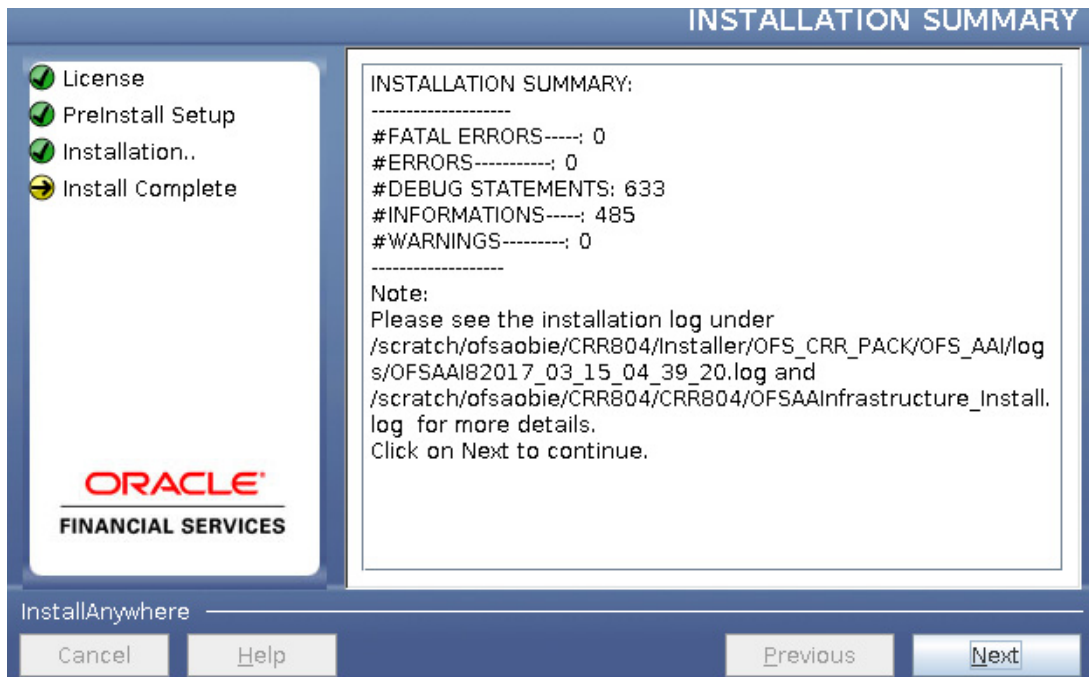 INSTALLATION SUMMARY
License
PreInstall Setup
Installation..
Install Complete
INSTALLATION SUMMARY:
--------------------
#FATAL ERRORS-----: 0
#ERRORS-----------: 0
#DEBUG STATEMENTS: 633
#INFORMATIONS-----: 485
#WARNINGS---------: 0
-------------------
Note:
Please see the installation log under
/scratch/ofsaobie/CRR804/Installer/OFS_CRR_PACK/OFS_AAI/log
s/OFSAAI82017_03_15_04_39_20.log and
/scratch/ofsaobie/CRR804/CRR804/OFSAAInfrastructure_Install.
log  for more details.
Click on Next to continue.
ORACLE
FINANCIAL SERVICES
InstallAnywhere
Cancel
Help
Previous
Next